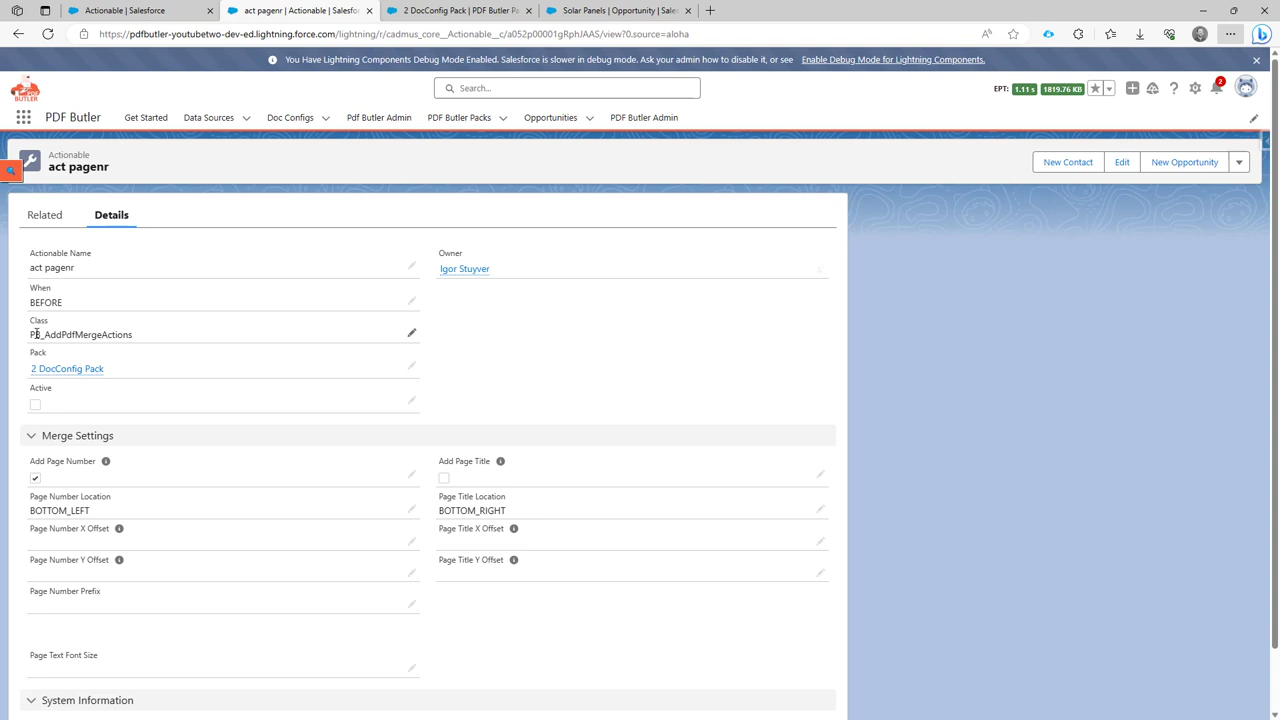 Actionable | Salesforce
act pagenr | Actionable | Salesfor
2 DocConfig Pack | PDF Butler Pa
Solar Panels | Opportunity | Sales
https://pdfbutler-youtubetwo-dev-ed.lightning.force.com/lightning/r/cadmus_core__Actionable__c/a052p00001gRphJAAS/view?0.source=aloha
You Have Lightning Components Debug Mode Enabled. Salesforce is slower in debug mode. Ask your admin how to disable it, or see Enable Debug Mode for Lightning Components.
BUTLER
Search...
EPT: 1.11 s 1819.76 KB
2
PDF Butler
Get Started
Data Sources
Doc Configs
Pdf Butler Admin
PDF Butler Packs
Opportunities
PDF Butler Admin
Actionable
act pagenr
New Contact
Edit
New Opportunity
Related
Details
Actionable Name
act pagenr
Owner
Igor Stuyver
When
BEFORE
Class
PB_AddPdfMergeActions
Pack
2 DocConfig Pack
Active
Merge Settings
Add Page Number
Add Page Title
Page Number Location
BOTTOM_LEFT
Page Title Location
BOTTOM_RIGHT
Page Number X Offset
Page Title X Offset
Page Number Y Offset
Page Title Y Offset
Page Number Prefix
Page Text Font Size
System Information